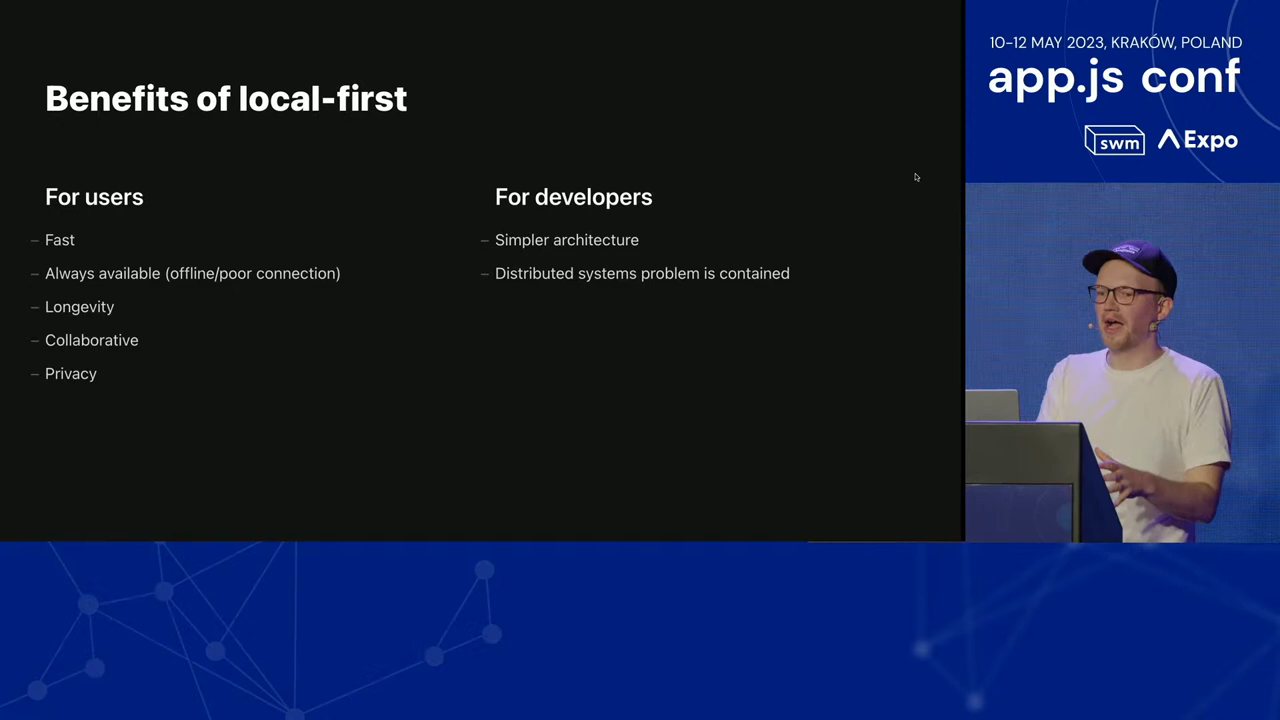 Benefits of local-first
For users
– Fast
– Always available (offline/poor connection)
– Longevity
– Collaborative
– Privacy
For developers
– Simpler architecture
– Distributed systems problem is contained
10–12 MAY 2023, KRAKÓW, POLAND
app.js conf
swm
Expo